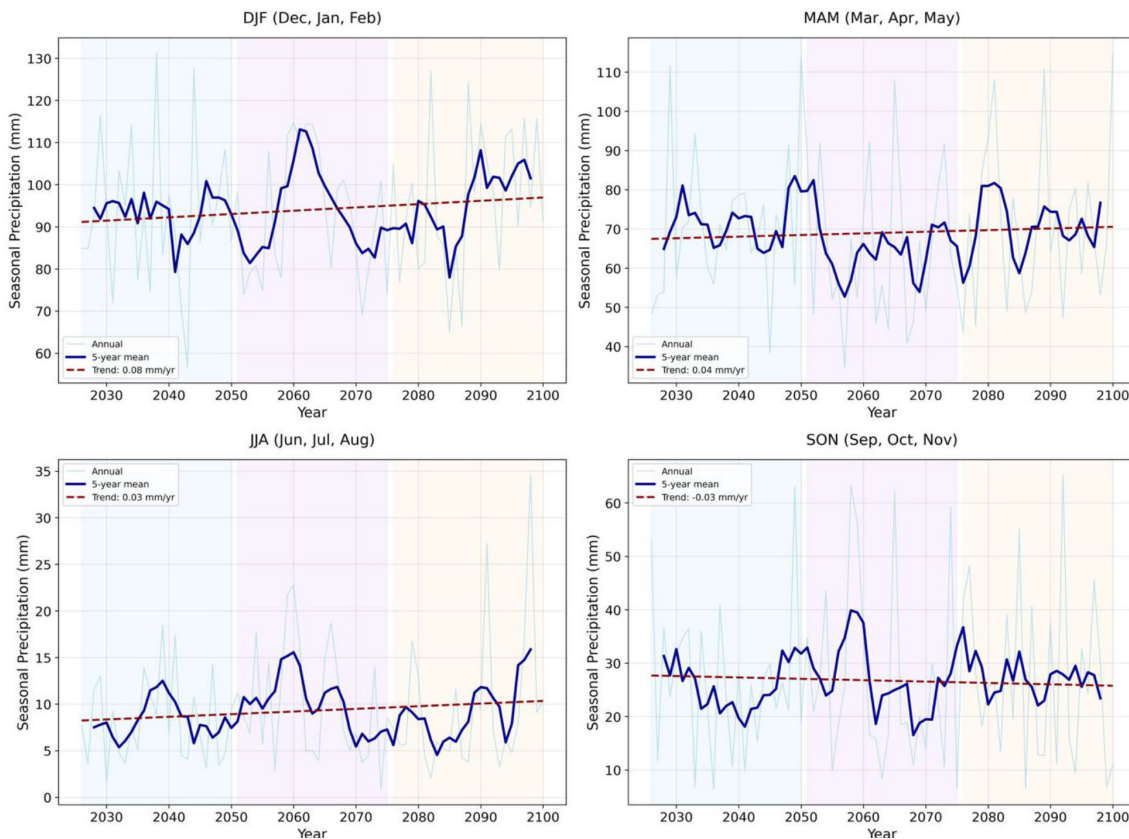 DJF (Dec, Jan, Feb)
Seasonal Precipitation (mm)
130
120
110
100
90
80
70
60
Annual
5-year mean
Trend: 0.08 mm/yr
2030 2040 2050 2060 2070 2080 2090 2100
Year
MAM (Mar, Apr, May)
Seasonal Precipitation (mm)
110
100
90
80
70
60
50
40
Annual
5-year mean
Trend: 0.04 mm/yr
2030 2040 2050 2060 2070 2080 2090 2100
Year
JJA (Jun, Jul, Aug)
Seasonal Precipitation (mm)
35
30
25
20
15
10
5
0
Annual
5-year mean
Trend: 0.03 mm/yr
2030 2040 2050 2060 2070 2080 2090 2100
Year
SON (Sep, Oct, Nov)
Seasonal Precipitation (mm)
60
50
40
30
20
10
Annual
5-year mean
Trend: -0.03 mm/yr
2030 2040 2050 2060 2070 2080 2090 2100
Year